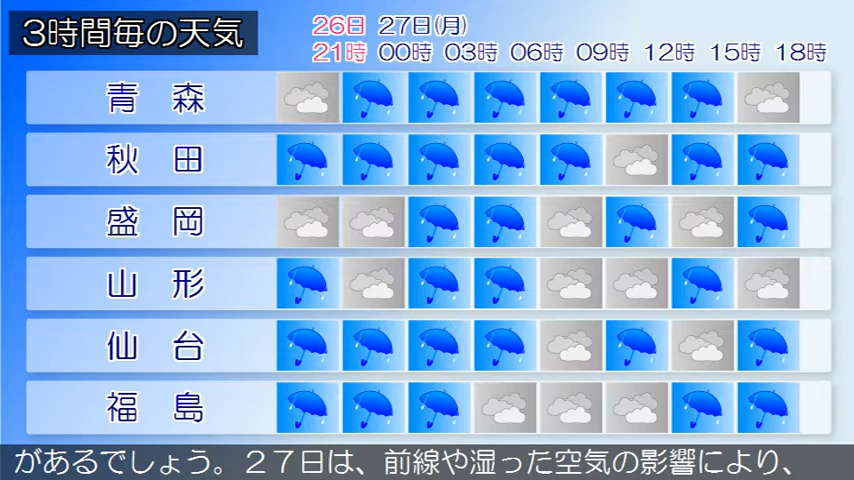 3時間毎の天気
26日 27日(月)
21時 00時 03時 06時 09時 12時 15時 18時
青森
秋田
盛岡
山形
仙台
福島
があるでしょう。２７日は、前線や湿った空気の影響により、